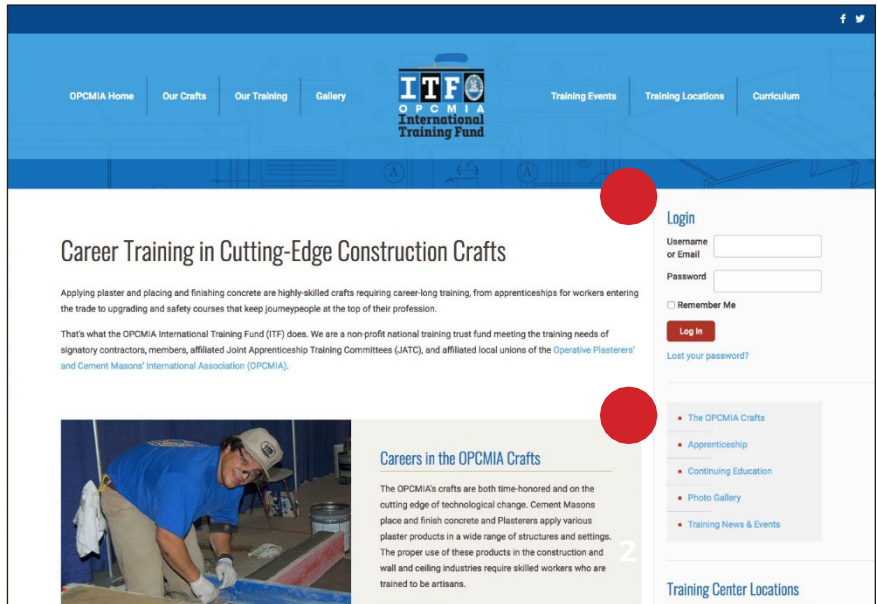 OPCMIA Home
Our Crafts
Our Training
Gallery
ITF
OPCMIA
International
Training Fund
Training Events
Training Locations
Curriculum
Career Training in Cutting-Edge Construction Crafts
Applying plaster and placing and finishing concrete are highly-skilled crafts requiring career-long training, from apprenticeships for workers entering
the trade to upgrading and safety courses that keep journeypeople at the top of their profession.
That's what the OPCMIA International Training Fund (ITF) does. We are a non-profit national training trust fund meeting the training needs of
signatory contractors, members, affiliated Joint Apprenticeship Training Committees (JATC), and affiliated local unions of the Operative Plasterers'
and Cement Masons' International Association (OPCMIA).
Careers in the OPCMIA Crafts
The OPCMIA's crafts are both time-honored and on the
cutting edge of technological change. Cement Masons
place and finish concrete and Plasterers apply various
plaster products in a wide range of structures and settings.
The proper use of these products in the construction and
wall and ceiling industries require skilled workers who are
trained to be artisans.
2
Login
Username
or Email
Password
Remember Me
Log In
Lost your password?
The OPCMIA Crafts
Apprenticeship
Continuing Education
Photo Gallery
Training News & Events
Training Center Locations